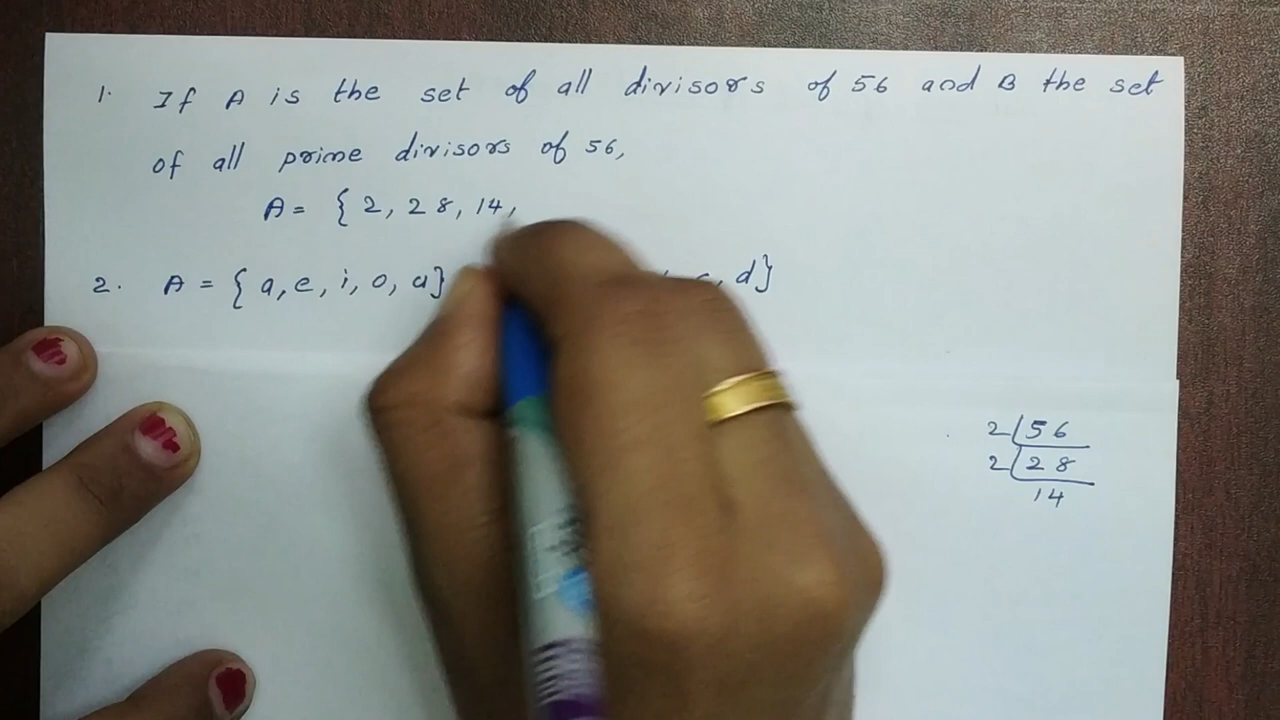 1. If A is the set of all divisors of 56 and B the set
of all prime divisors of 56,
A = { 2, 28, 14,
2. A = { a, e, i, o, u} c, d}
2 56
2 28
14